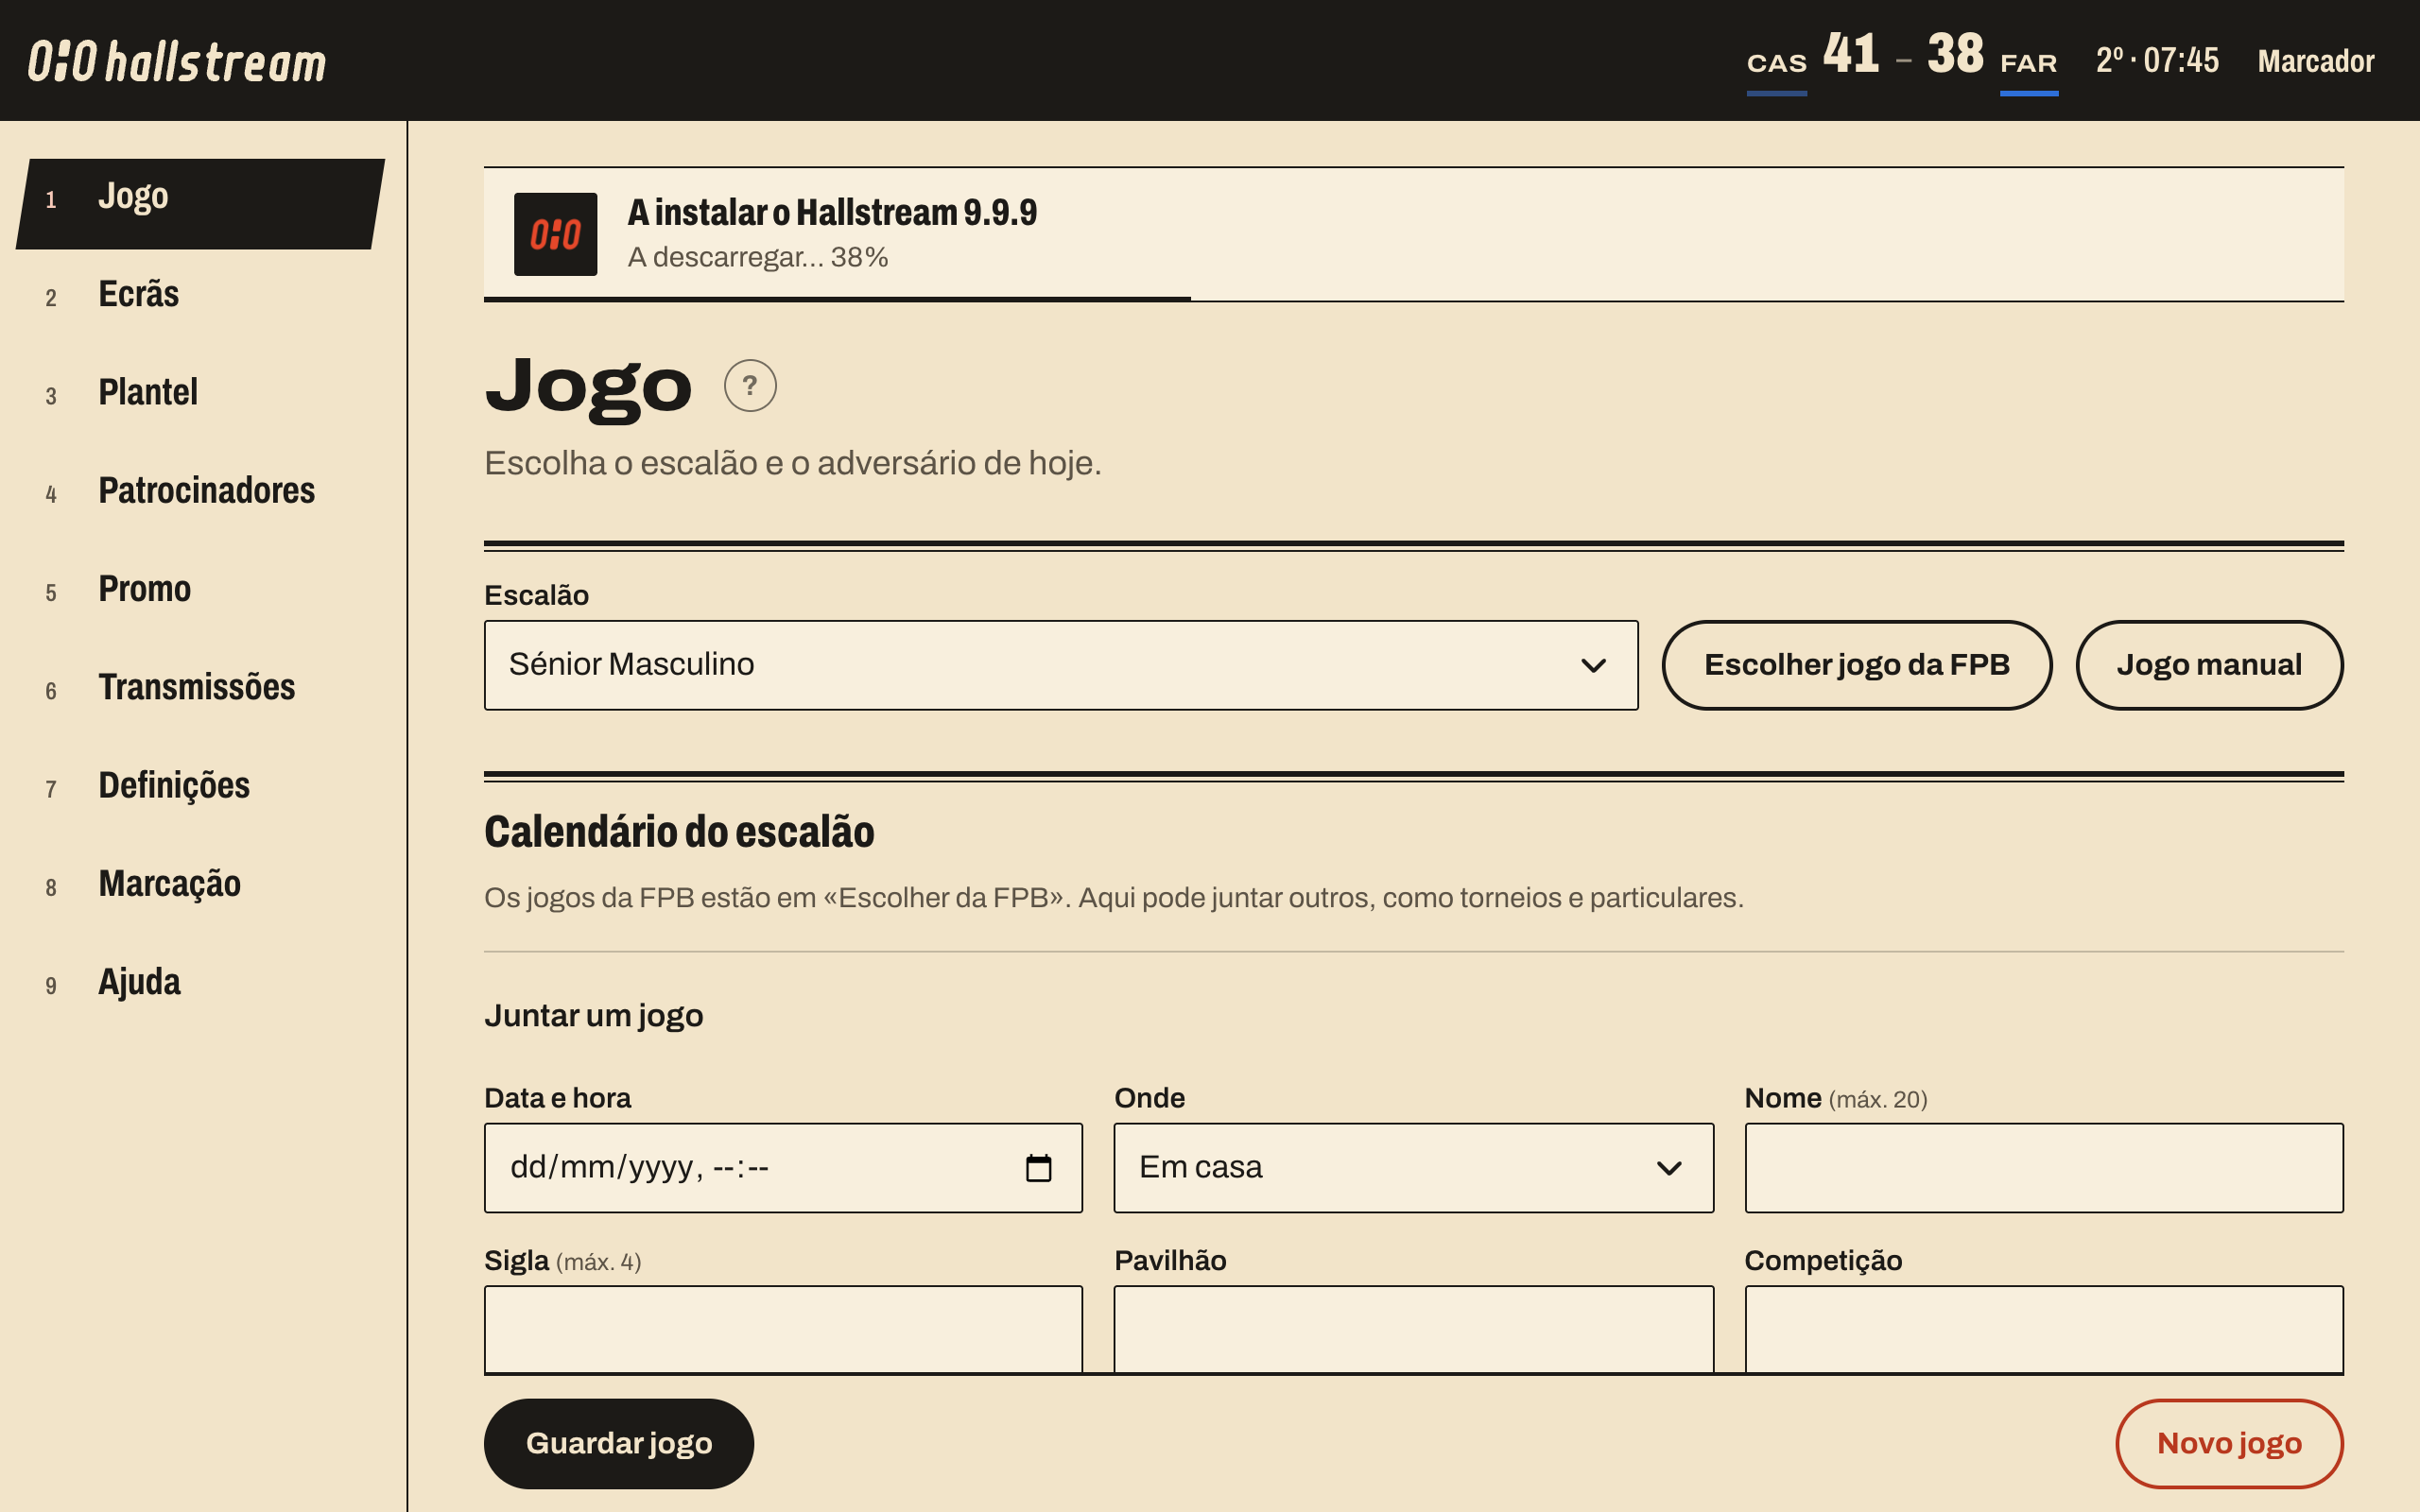 0:0 hallstream
CAS 41 – 38 FAR 2º · 07:45 Marcador
1 Jogo
2 Ecrãs
3 Plantel
4 Patrocinadores
5 Promo
6 Transmissões
7 Definições
8 Marcação
9 Ajuda
0:0
A instalar o Hallstream 9.9.9
A descarregar... 38%
Jogo ?
Escolha o escalão e o adversário de hoje.
Escalão
Sénior Masculino
Escolher jogo da FPB
Jogo manual
Calendário do escalão
Os jogos da FPB estão em «Escolher da FPB». Aqui pode juntar outros, como torneios e particulares.
Juntar um jogo
Data e hora
dd/mm/yyyy, --:--
Onde
Em casa
Nome (máx. 20)
Sigla (máx. 4)
Pavilhão
Competição
Guardar jogo
Novo jogo